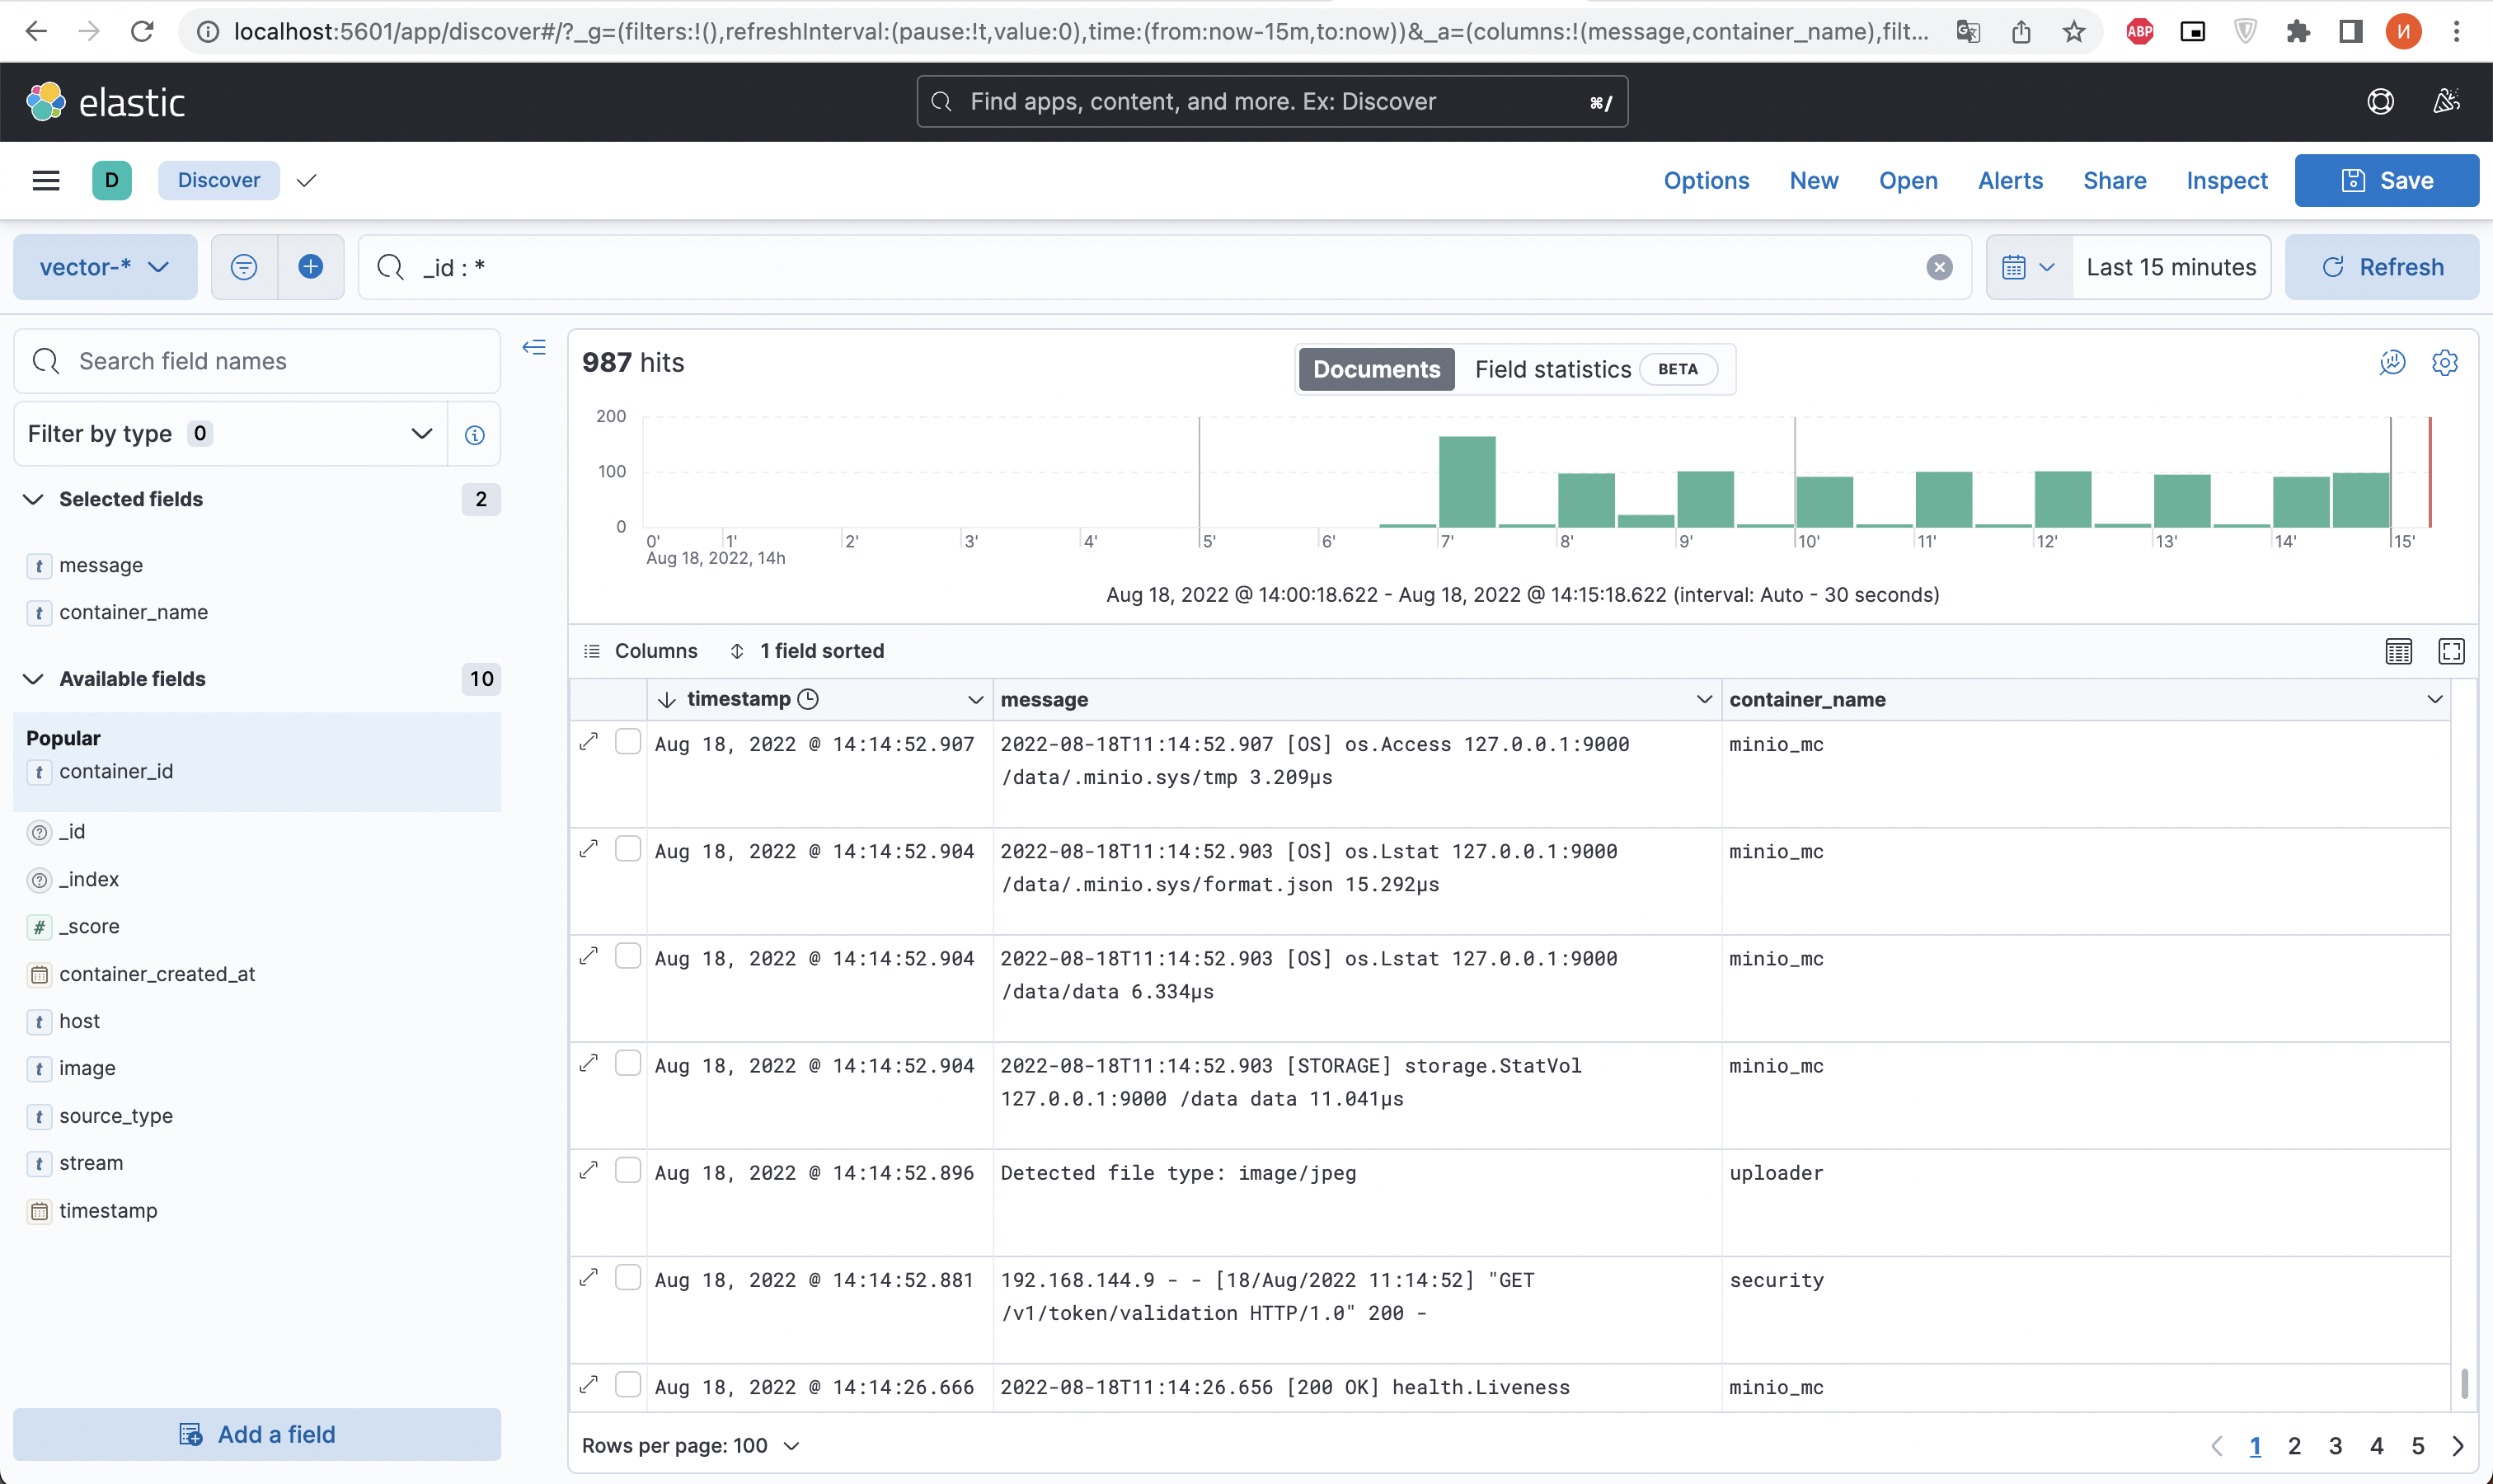 localhost:5601/app/discover#/?_g=(filters:!(),refreshInterval:(pause:!t,value:0),time:(from:now-15m,to:now))&_a=(columns:!(message,container_name),filt...
ABP
И
elastic
Find apps, content, and more. Ex: Discover
⌘/
D
Discover
Options
New
Open
Alerts
Share
Inspect
Save
vector-*
_id : *
Last 15 minutes
Refresh
Search field names
Filter by type 0
Selected fields 2
message
container_name
Available fields 10
Popular
container_id
_id
_index
_score
container_created_at
host
image
source_type
stream
timestamp
Add a field
987 hits
Documents
Field statistics BETA
200
100
0
0' 1' 2' 3' 4' 5' 6' 7' 8' 9' 10' 11' 12' 13' 14' 15'
Aug 18, 2022, 14h
Aug 18, 2022 @ 14:00:18.622 - Aug 18, 2022 @ 14:15:18.622 (interval: Auto - 30 seconds)
Columns
1 field sorted
timestamp message container_name
Aug 18, 2022 @ 14:14:52.907 2022-08-18T11:14:52.907 [OS] os.Access 127.0.0.1:9000 minio_mc
/data/.minio.sys/tmp 3.209µs
Aug 18, 2022 @ 14:14:52.904 2022-08-18T11:14:52.903 [OS] os.Lstat 127.0.0.1:9000 minio_mc
/data/.minio.sys/format.json 15.292µs
Aug 18, 2022 @ 14:14:52.904 2022-08-18T11:14:52.903 [OS] os.Lstat 127.0.0.1:9000 minio_mc
/data/data 6.334µs
Aug 18, 2022 @ 14:14:52.904 2022-08-18T11:14:52.903 [STORAGE] storage.StatVol minio_mc
127.0.0.1:9000 /data data 11.041µs
Aug 18, 2022 @ 14:14:52.896 Detected file type: image/jpeg uploader
Aug 18, 2022 @ 14:14:52.881 192.168.144.9 - - [18/Aug/2022 11:14:52] "GET security
/v1/token/validation HTTP/1.0" 200 -
Aug 18, 2022 @ 14:14:26.666 2022-08-18T11:14:26.656 [200 OK] health.Liveness minio_mc
Rows per page: 100
1 2 3 4 5